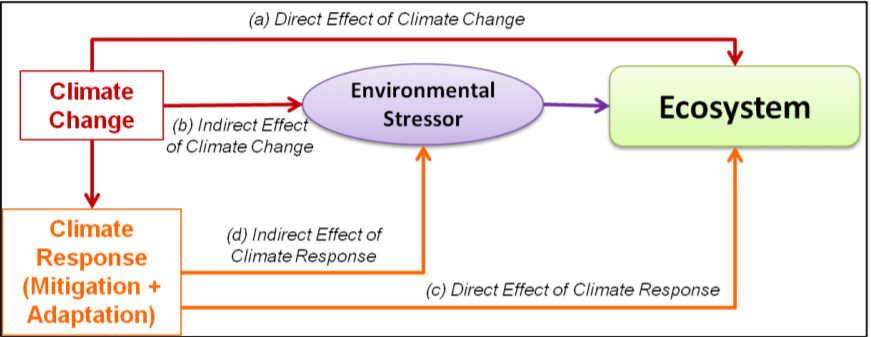 (a) Direct Effect of Climate Change
Climate
Change
Environmental
Stressor
Ecosystem
(b) Indirect Effect
of Climate Change
Climate
Response
(Mitigation +
Adaptation)
(d) Indirect Effect of
Climate Response
(c) Direct Effect of Climate Response